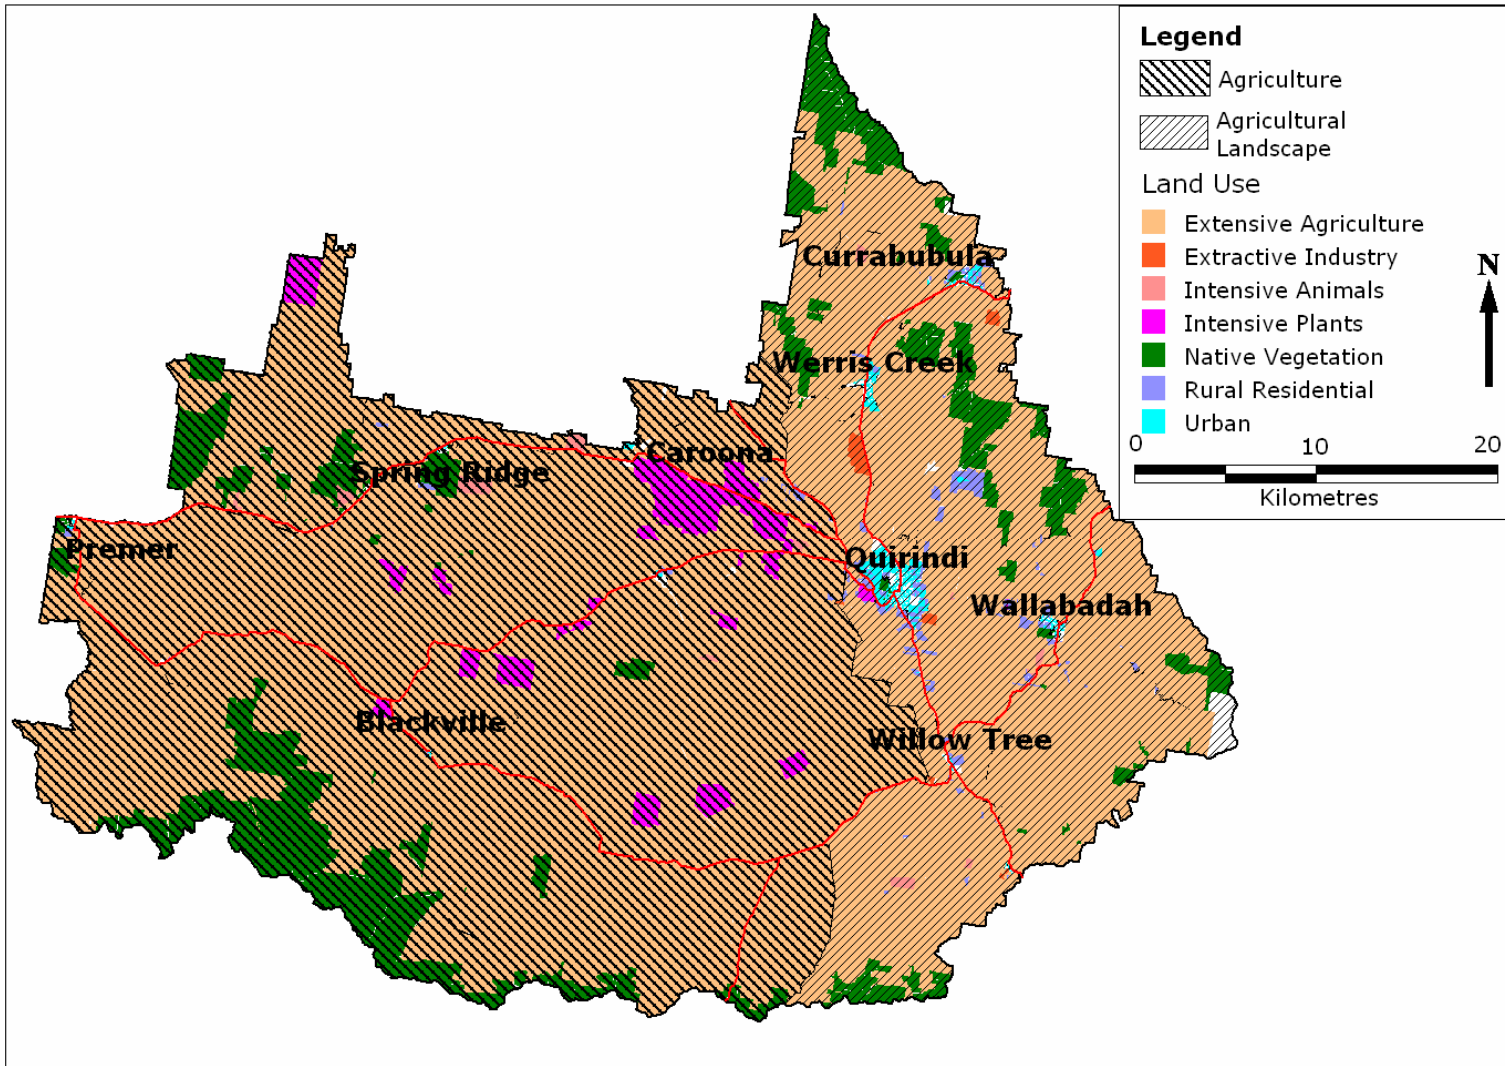 Legend
Agriculture
Agricultural
Landscape
Land Use
Extensive Agriculture
Extractive Industry
Intensive Animals
Intensive Plants
Native Vegetation
Rural Residential
Urban
N
0 10 20
Kilometres
Currabubula
Werris Creek
Caroona
Spring Ridge
Premer
Quirindi
Wallabadah
Blackville
Willow Tree